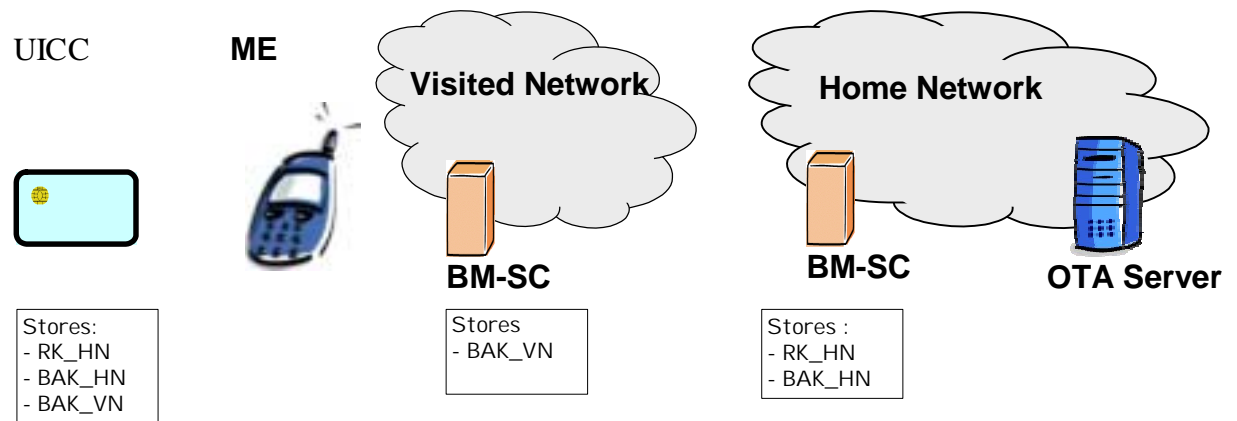 UICC
ME
Visited Network
Home Network
BM-SC
BM-SC
OTA Server
Stores:
- RK_HN
- BAK_HN
- BAK_VN
Stores
- BAK_VN
Stores :
- RK_HN
- BAK_HN